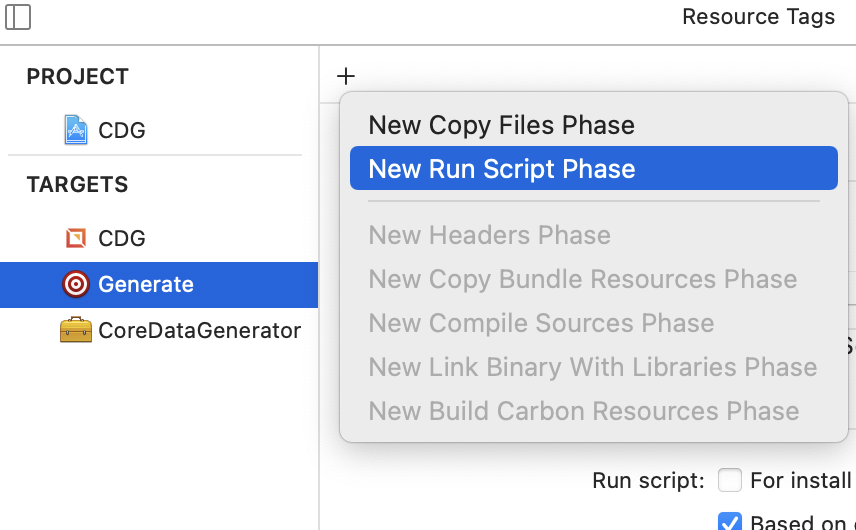 Resource Tags
PROJECT
+
CDG
TARGETS
CDG
Generate
CoreDataGenerator
New Copy Files Phase
New Run Script Phase
New Headers Phase
New Copy Bundle Resources Phase
New Compile Sources Phase
New Link Binary With Libraries Phase
New Build Carbon Resources Phase
Run script: For install
Based on